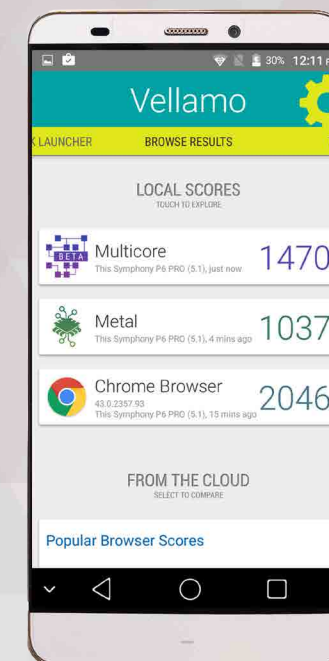 30% 12:11
Vellamo
K LAUNCHER BROWSE RESULTS
LOCAL SCORES
TOUCH TO EXPLORE
BETA
Multicore 1470
This Symphony P6 PRO (5.1), just now
Metal 1037
This Symphony P6 PRO (5.1), 4 mins ago
Chrome Browser 2046
43.0.2357.93
This Symphony P6 PRO (5.1), 15 mins ago
FROM THE CLOUD
SELECT TO COMPARE
Popular Browser Scores